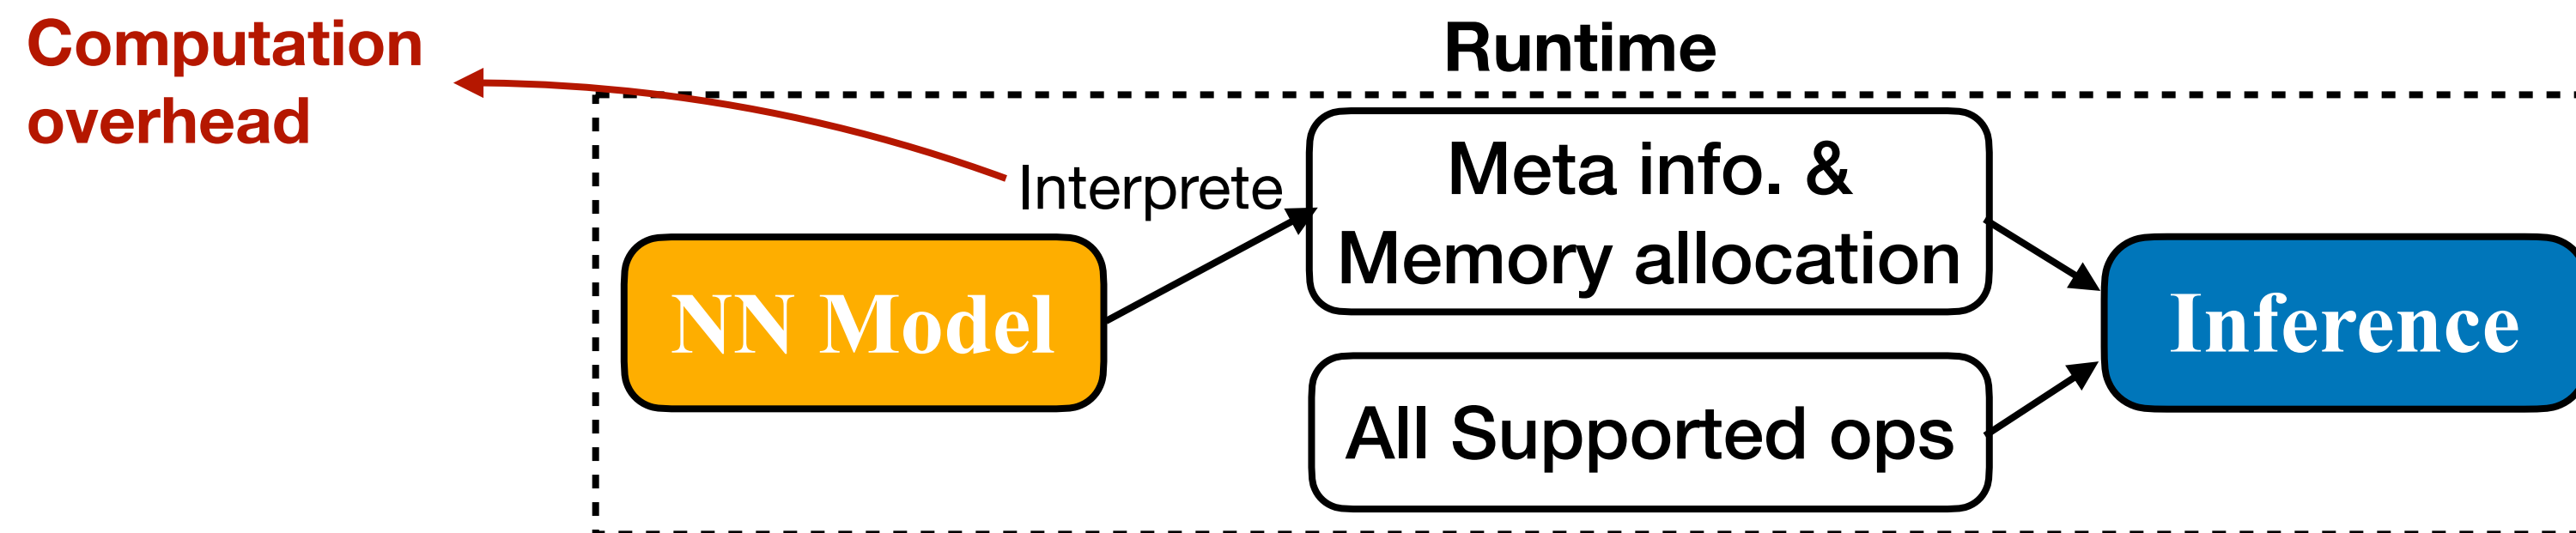 Computation
overhead
Runtime
Interprete
Meta info. &
Memory allocation
NN Model
Inference
All Supported ops